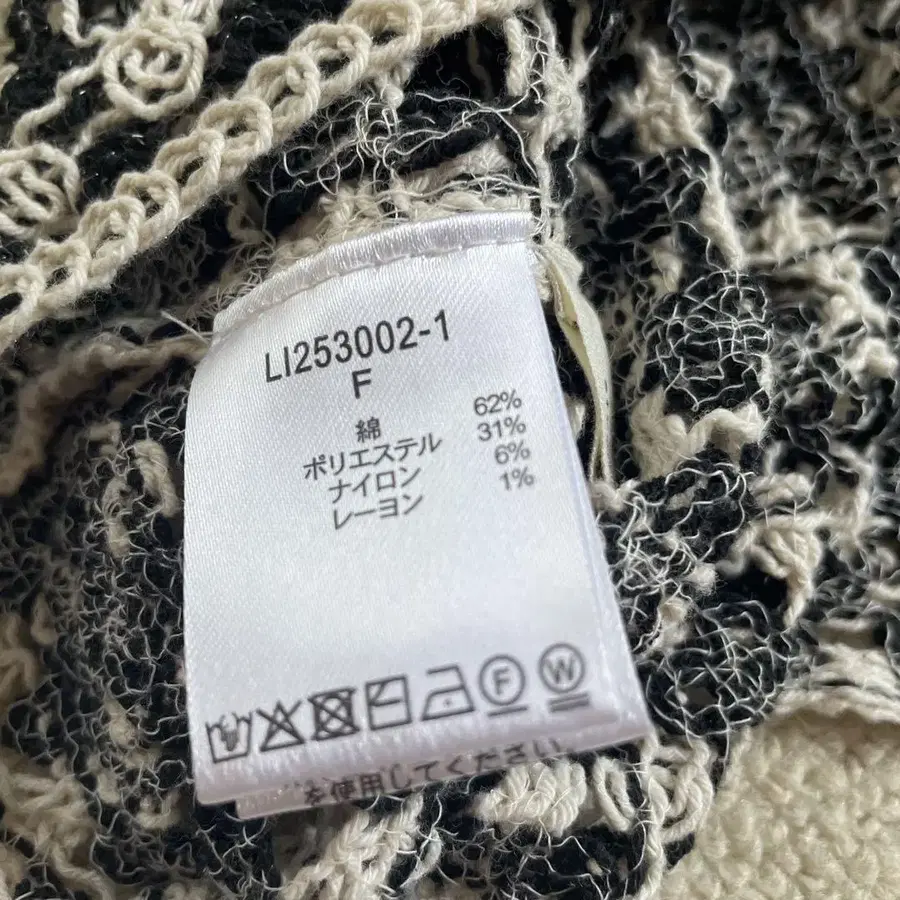 LI253002-1
F
綿 62%
ポリエステル 31%
ナイロン 6%
レーヨン 1%
F W
を使用してください。